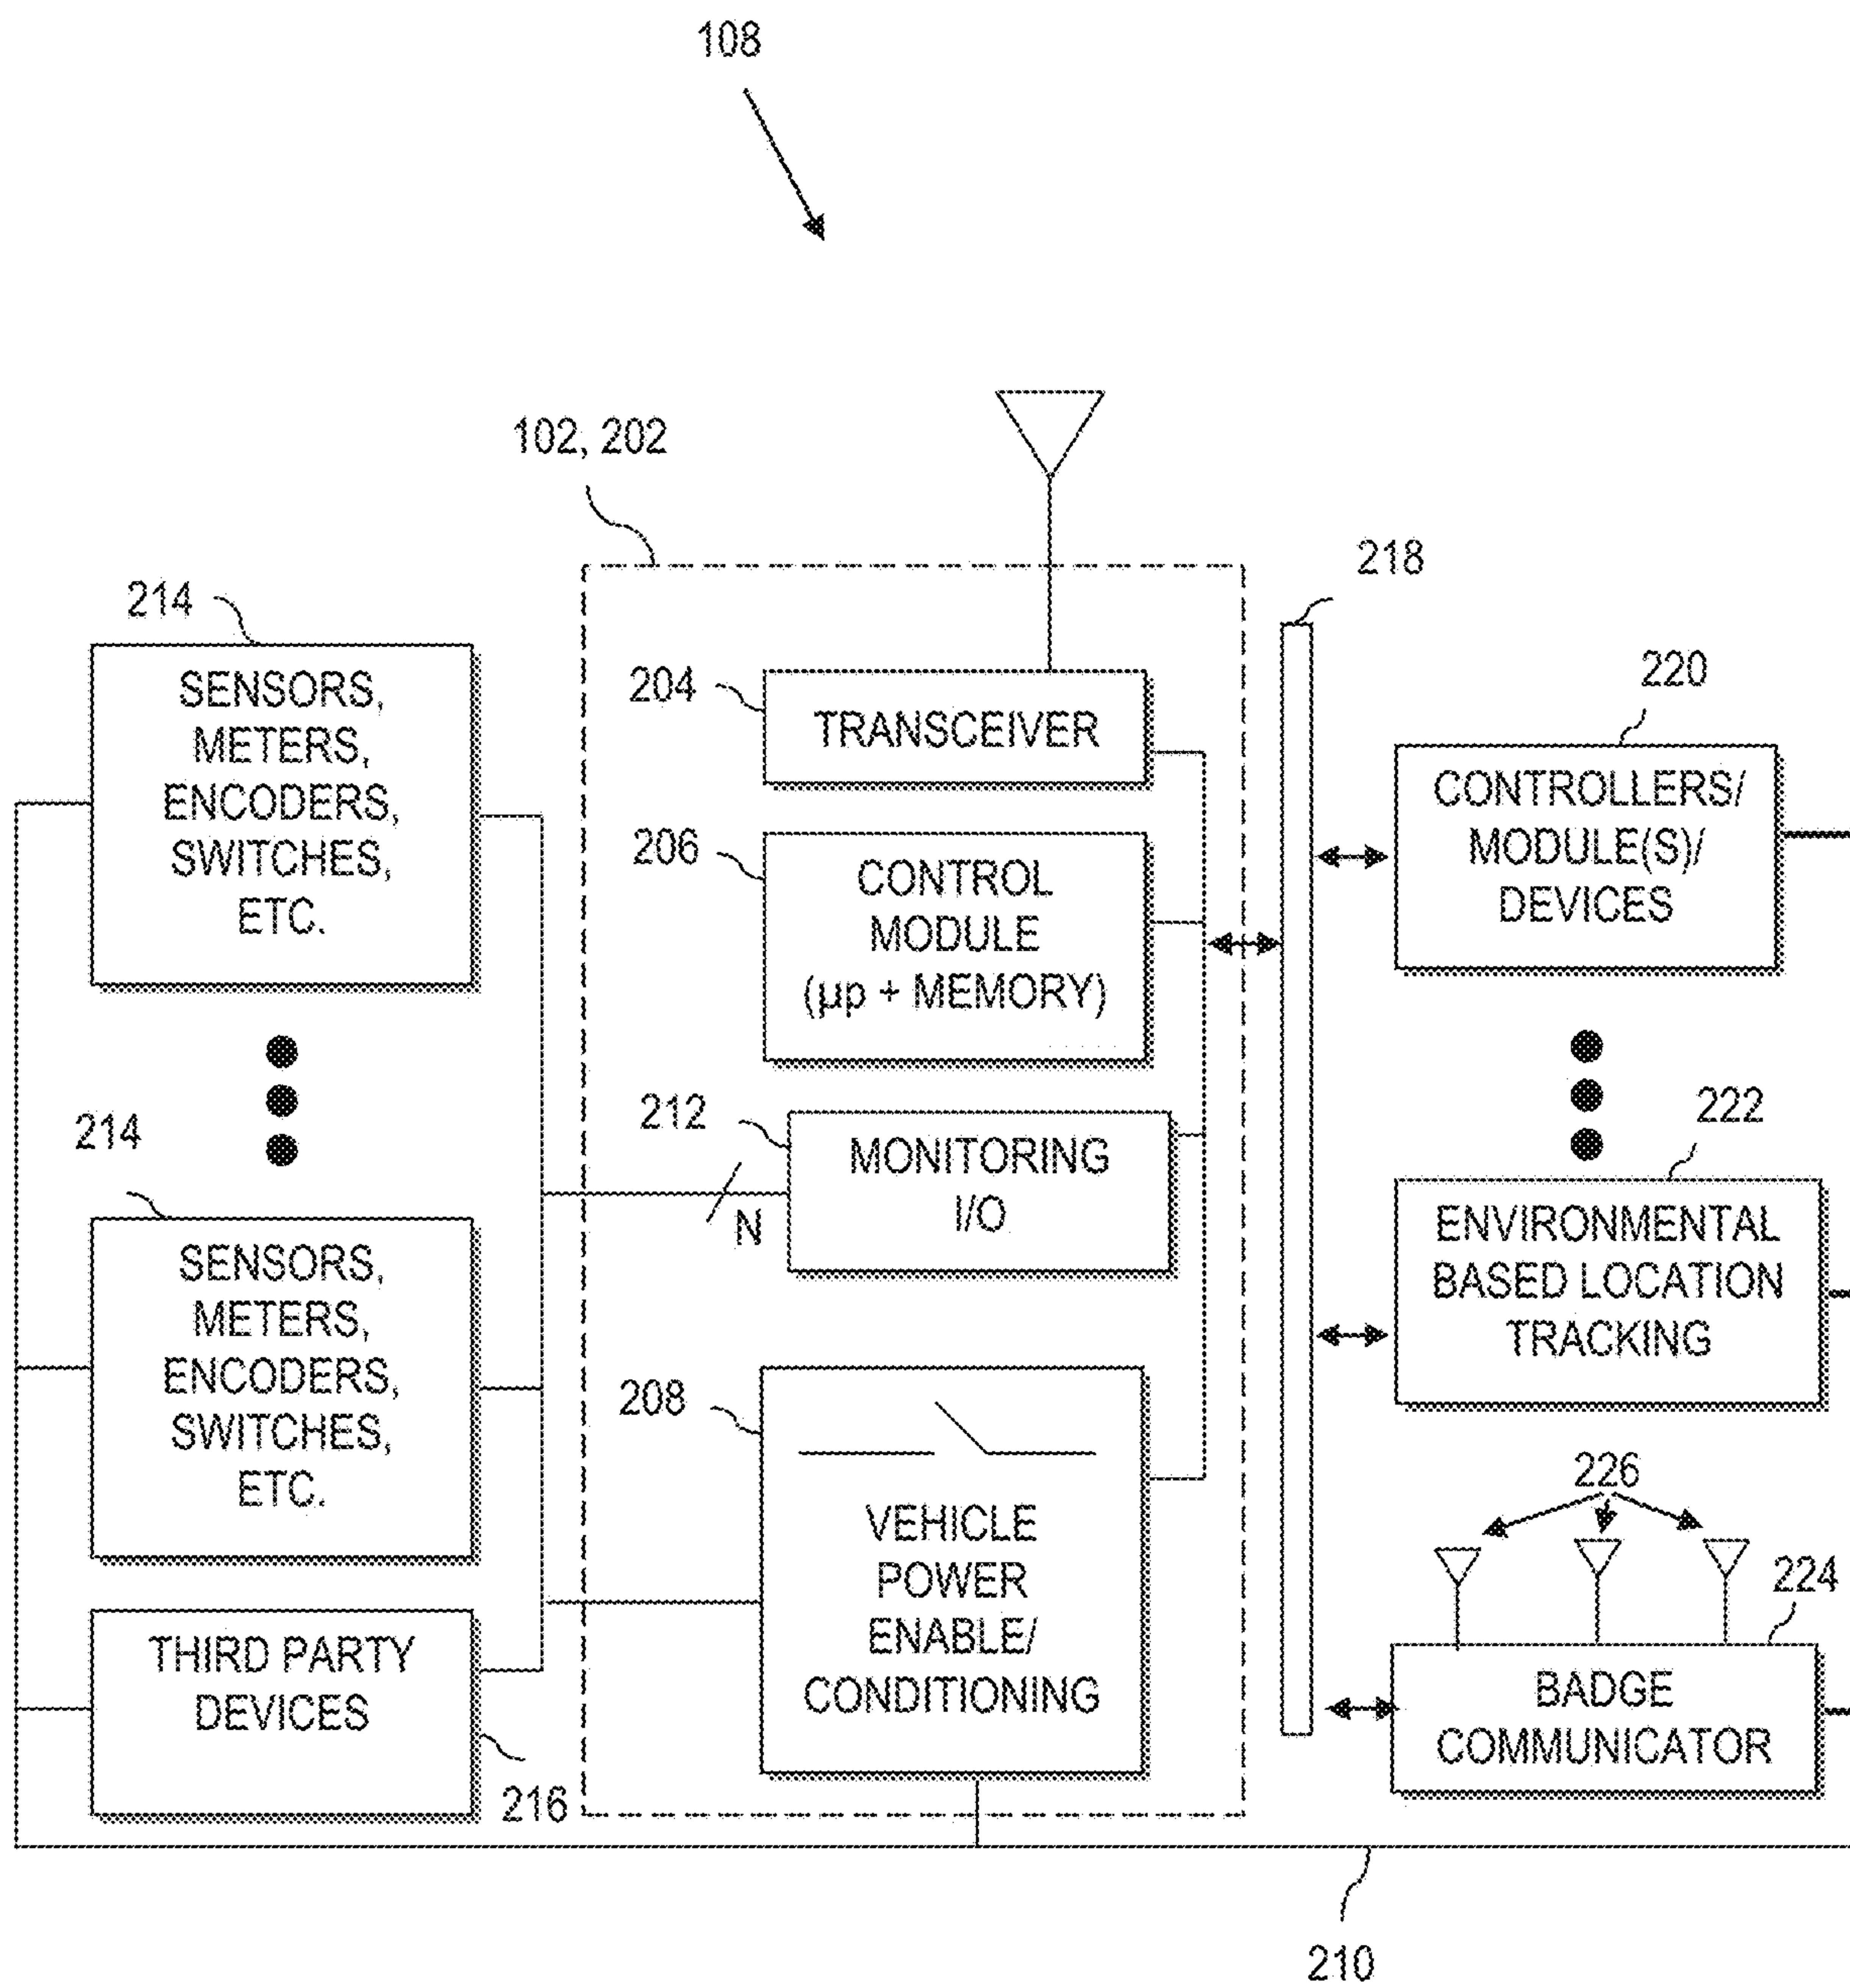 108
102, 202
218
214
SENSORS,
METERS,
ENCODERS,
SWITCHES,
ETC.
204
TRANSCEIVER
220
CONTROLLERS/
MODULE(S)/
DEVICES
206
CONTROL
MODULE
(µp + MEMORY)
214
SENSORS,
METERS,
ENCODERS,
SWITCHES,
ETC.
212
MONITORING
I/O
N
222
ENVIRONMENTAL
BASED LOCATION
TRACKING
208
VEHICLE
POWER
ENABLE/
CONDITIONING
226
224
BADGE
COMMUNICATOR
THIRD PARTY
DEVICES
216
210